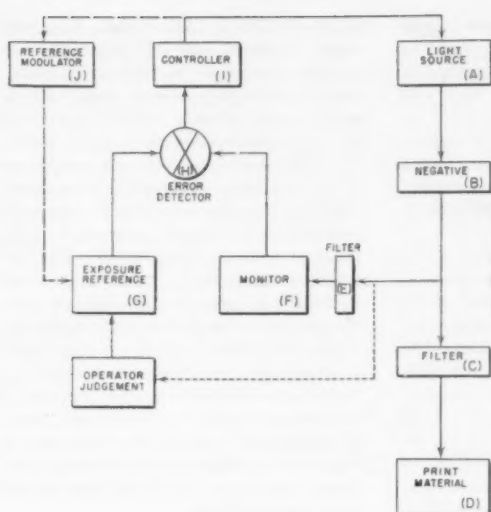 REFERENCE
MODULATOR
(J)
CONTROLLER
(I)
LIGHT
SOURCE
(A)
(H)
ERROR
DETECTOR
NEGATIVE
(B)
EXPOSURE
REFERENCE
(G)
MONITOR
(F)
FILTER
(E)
OPERATOR
JUDGEMENT
FILTER
(C)
PRINT
MATERIAL
(D)